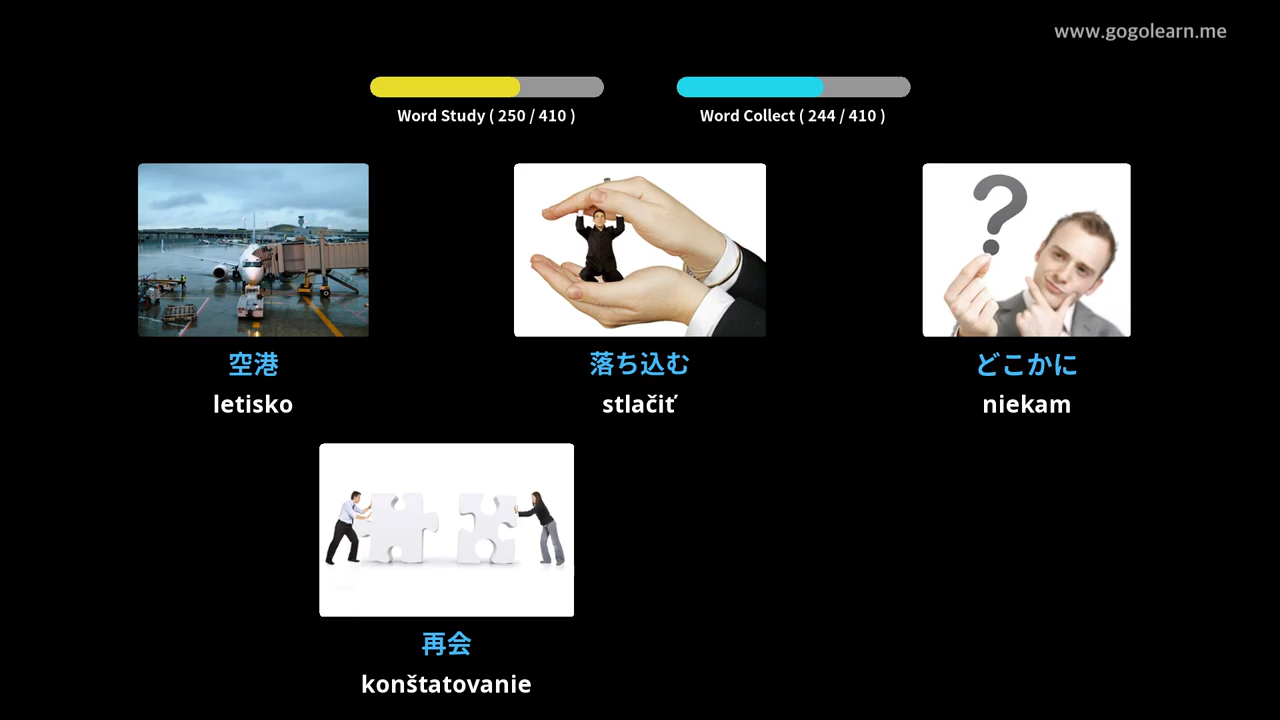 www.gogolearn.me
Word Study ( 250 / 410 )
Word Collect ( 244 / 410 )
空港
落ち込む
どこかに
letisko
stlačiť
niekam
再会
konštatovanie